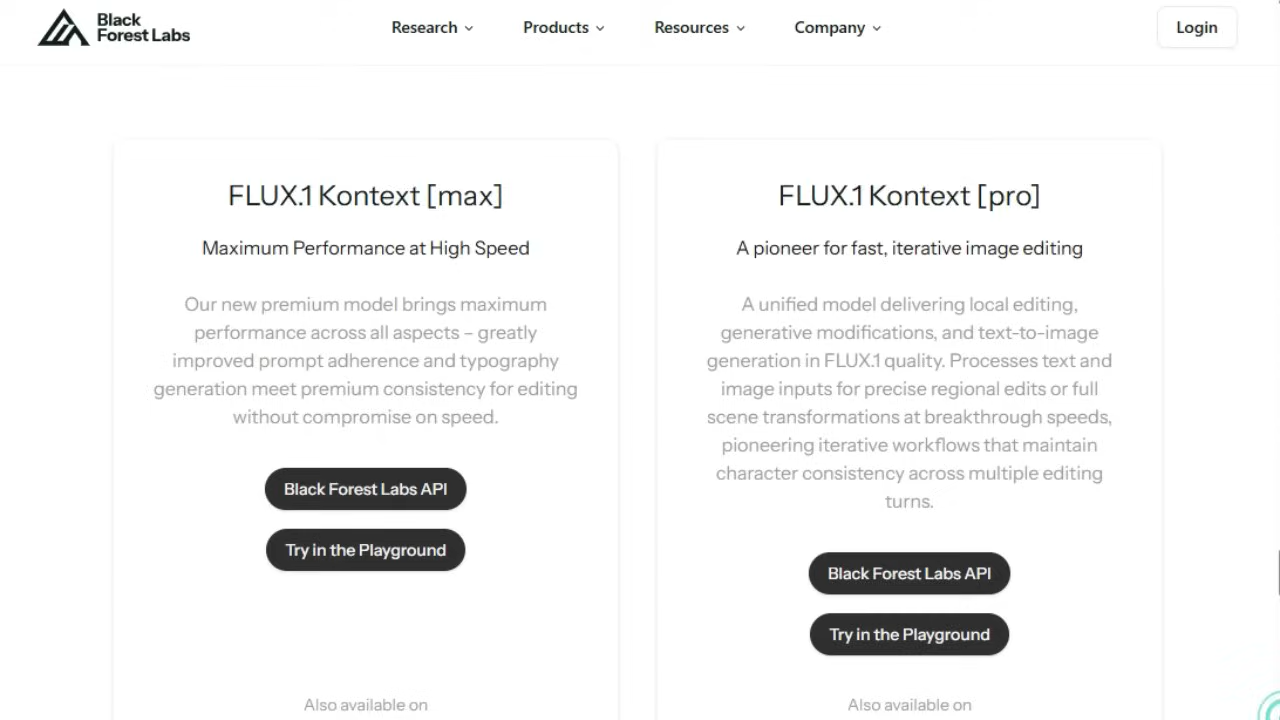 Black
Forest Labs
Research
Products
Resources
Company
Login
FLUX.1 Kontext [max]
Maximum Performance at High Speed
Our new premium model brings maximum
performance across all aspects – greatly
improved prompt adherence and typography
generation meet premium consistency for editing
without compromise on speed.
Black Forest Labs API
Try in the Playground
Also available on
FLUX.1 Kontext [pro]
A pioneer for fast, iterative image editing
A unified model delivering local editing,
generative modifications, and text-to-image
generation in FLUX.1 quality. Processes text and
image inputs for precise regional edits or full
scene transformations at breakthrough speeds,
pioneering iterative workflows that maintain
character consistency across multiple editing
turns.
Black Forest Labs API
Try in the Playground
Also available on